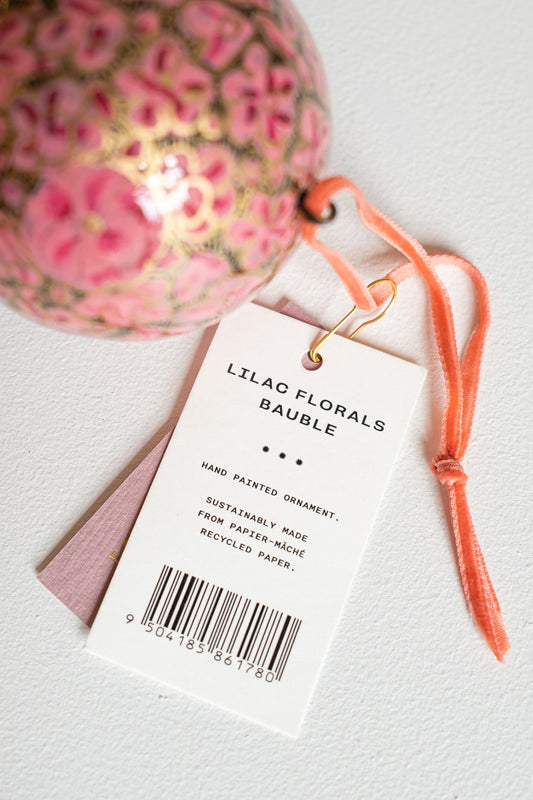 LILAC FLORALS
BAUBLE
HAND PAINTED ORNAMENT.
SUSTAINABLY MADE
FROM PAPIER-MÂCHÉ
RECYCLED PAPER.
9 504185 861780